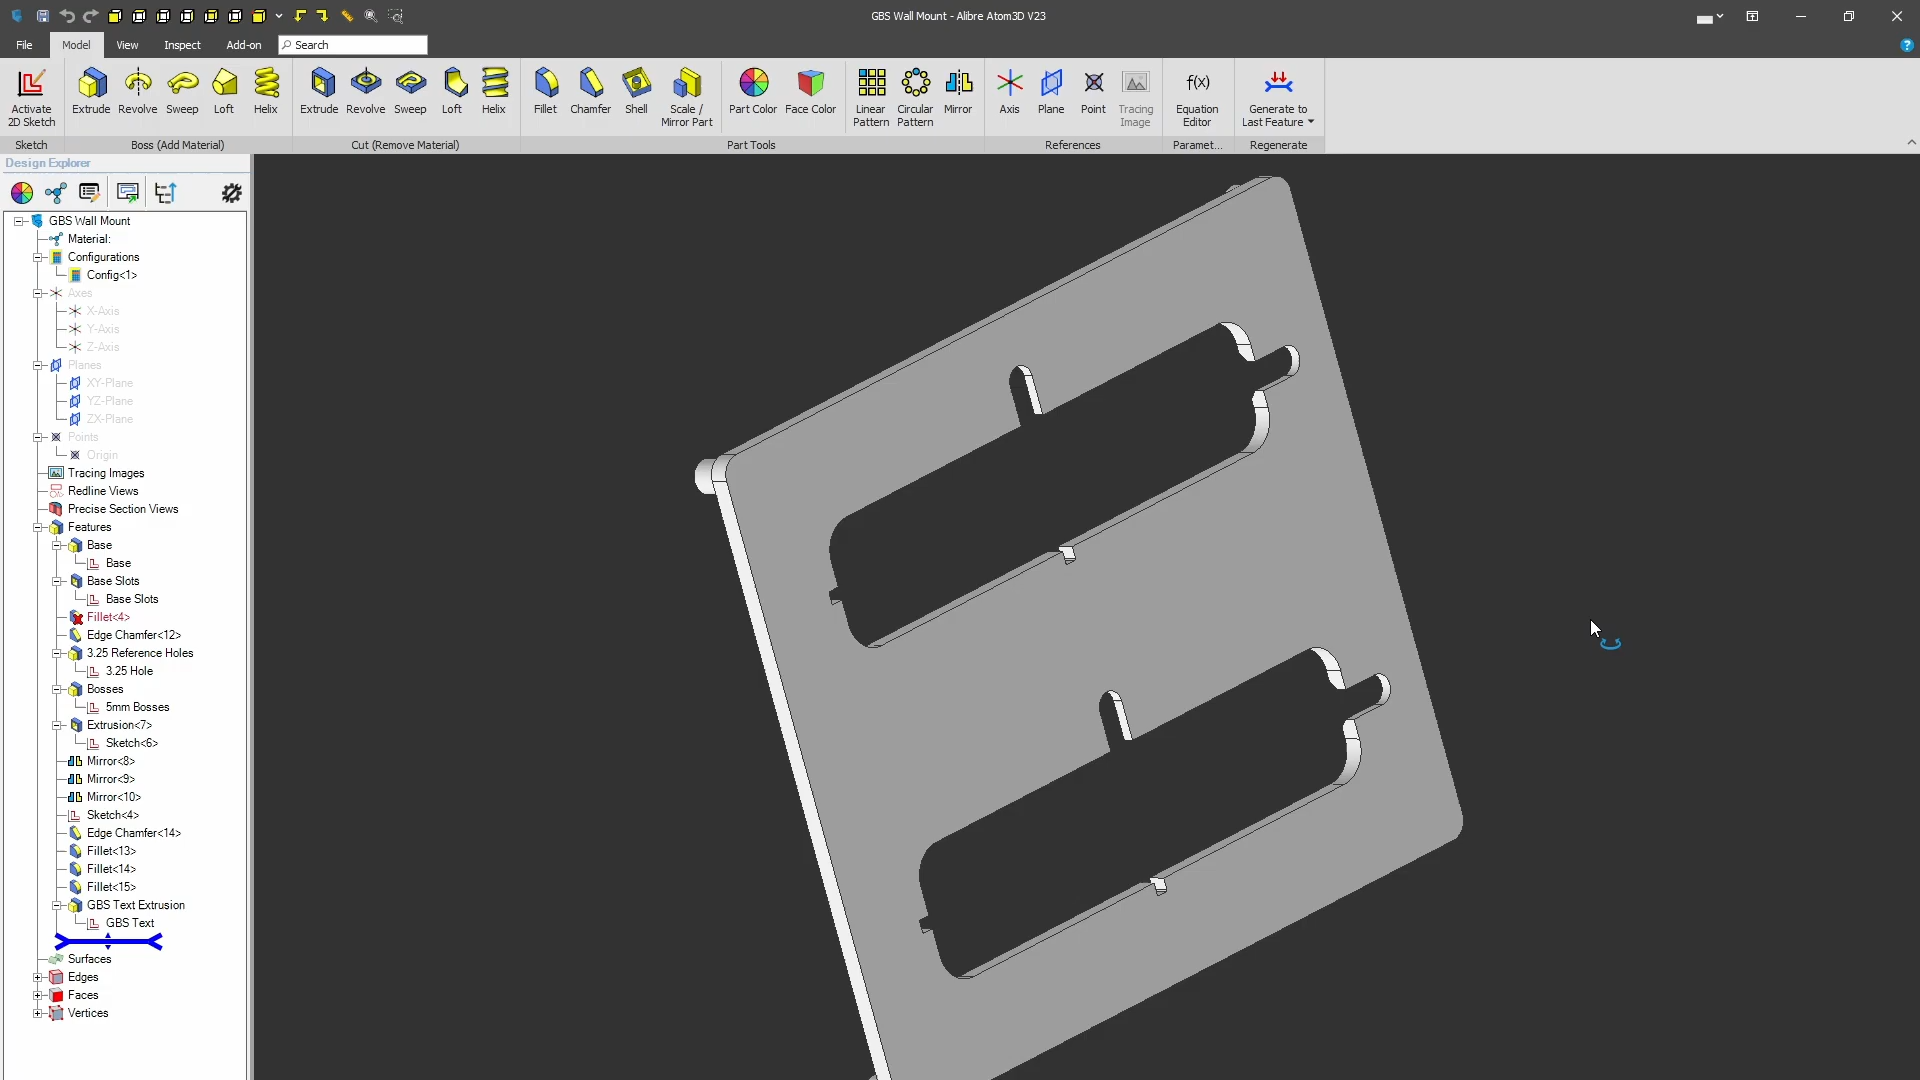 GBS Wall Mount - Alibre Atom3D V23
File Model View Inspect Add-on Search
Activate 2D Sketch Extrude Revolve Sweep Loft Helix Extrude Revolve Sweep Loft Helix Fillet Chamfer Shell Scale / Mirror Part Part Color Face Color Linear Pattern Circular Pattern Mirror Axis Plane Point Tracing Image f(x) Equation Editor Generate to Last Feature
Sketch Boss (Add Material) Cut (Remove Material) Part Tools References Paramet... Regenerate
Design Explorer
GBS Wall Mount
Material:
Configurations
Config<1>
Axes
X-Axis
Y-Axis
Z-Axis
Planes
XY-Plane
YZ-Plane
ZX-Plane
Points
Origin
Tracing Images
Redline Views
Precise Section Views
Features
Base
Base
Base Slots
Base Slots
Fillet<4>
Edge Chamfer<12>
3.25 Reference Holes
3.25 Hole
Bosses
5mm Bosses
Extrusion<7>
Sketch<6>
Mirror<8>
Mirror<9>
Mirror<10>
Sketch<4>
Edge Chamfer<14>
Fillet<13>
Fillet<14>
Fillet<15>
GBS Text Extrusion
GBS Text
Surfaces
Edges
Faces
Vertices